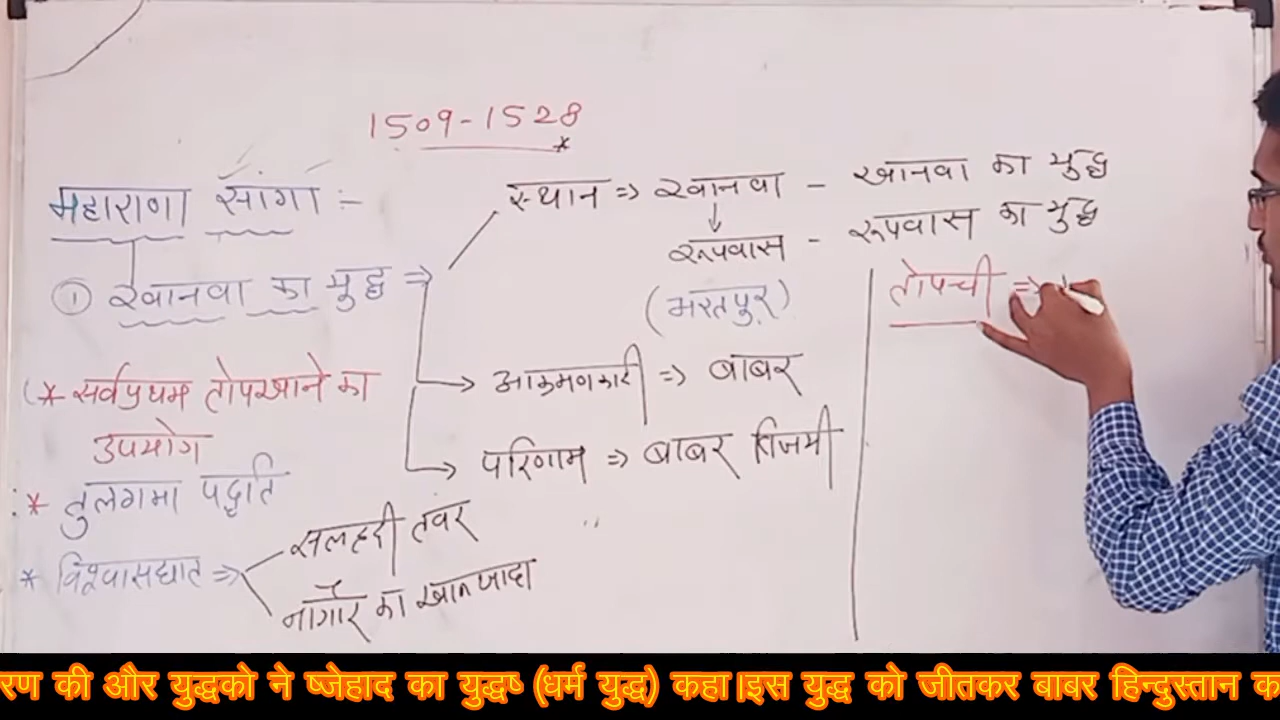 1509-1528
*
महाराणा सांगा :-
① खानवा का युद्ध ⇒
स्थान ⇒ खानवा - खानवा का युद्ध
↓
रूपवास - रूपवास का युद्ध
(भरतपुर)
आक्रमणकारी ⇒ बाबर
परिणाम ⇒ बाबर विजयी
* सर्वप्रथम तोपखाने का
उपयोग
* तुलगमा पद्धति
* विश्वासघात ⇒
सलहदी तंवर
नागौर का खानजादा
तोपची ⇒
रण की और युद्धको ने ष्जेहाद का युद्धष् (धर्म युद्ध) कहा।इस युद्ध को जीतकर बाबर हिन्दुस्तान क